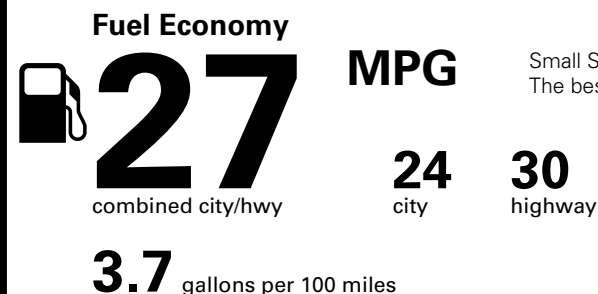 Fuel Economy
27 MPG
Small S
The bes
24 30
combined city/hwy city highway
3.7 gallons per 100 miles